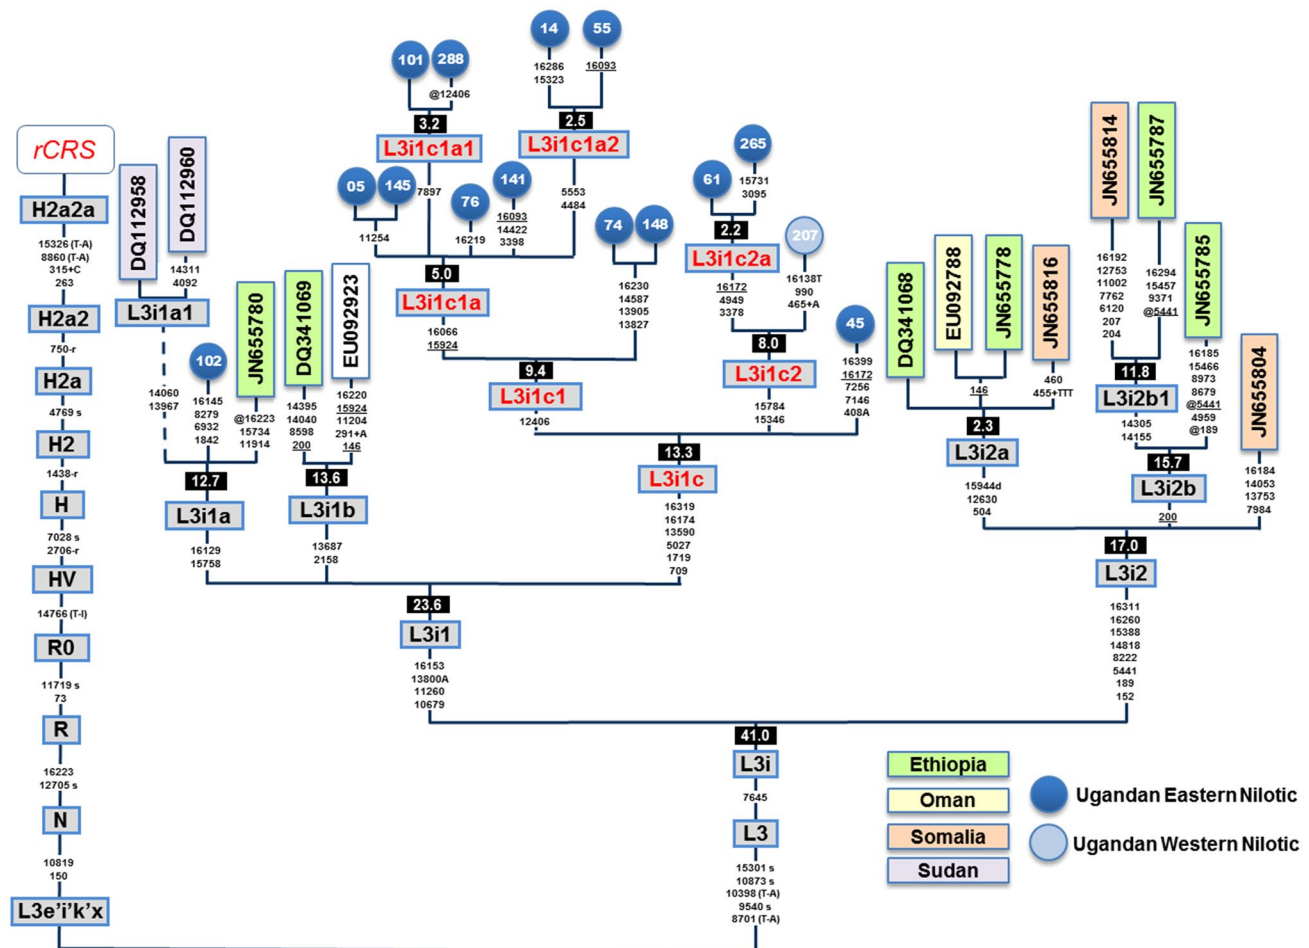 14
55
101
288
16286
15323
16093
@12406
3.2
L3i1c1a1
2.5
L3i1c1a2
rCRS
H2a2a
15326 (T-A)
8860 (T-A)
315+C
263
H2a2
750-r
H2a
4769 s
H2
1438-r
H
7028 s
2706-r
HV
14766 (T-I)
R0
11719 s
73
R
16223
12705 s
N
10819
150
L3e'i'k'x
DQ112958
DQ112960
14311
4092
L3i1a1
14060
13967
102
16145
8279
6932
1842
JN655780
@16223
15734
11914
12.7
L3i1a
16129
15758
DQ341069
14395
14040
8598
200
EU092923
16220
15924
11204
291+A
146
13.6
L3i1b
13687
2158
05
145
11254
7897
76
16219
141
16093
14422
3398
5553
4484
5.0
L3i1c1a
16066
15924
74
148
16230
14587
13905
13827
9.4
L3i1c1
12406
61
265
15731
3095
2.2
L3i1c2a
16172
4949
3378
207
16138T
990
465+A
8.0
L3i1c2
15784
15346
45
16399
16172
7256
7146
408A
13.3
L3i1c
16319
16174
13590
5027
1719
709
23.6
L3i1
16153
13800A
11260
10679
DQ341068
EU092788
JN655778
146
JN655816
460
455+TTT
2.3
L3i2a
15944d
12630
504
JN655814
16192
12753
11002
7762
6120
207
204
JN655787
16294
15457
9371
@5441
11.8
L3i2b1
14305
14155
JN655785
16185
15466
8973
8679
@5441
4959
@189
15.7
L3i2b
200
JN655804
16184
14053
13753
7984
17.0
L3i2
16311
16260
15388
14818
8222
5441
189
152
41.0
L3i
7645
L3
15301 s
10873 s
10398 (T-A)
9540 s
8701 (T-A)
Ethiopia
Oman
Somalia
Sudan
Ugandan Eastern Nilotic
Ugandan Western Nilotic